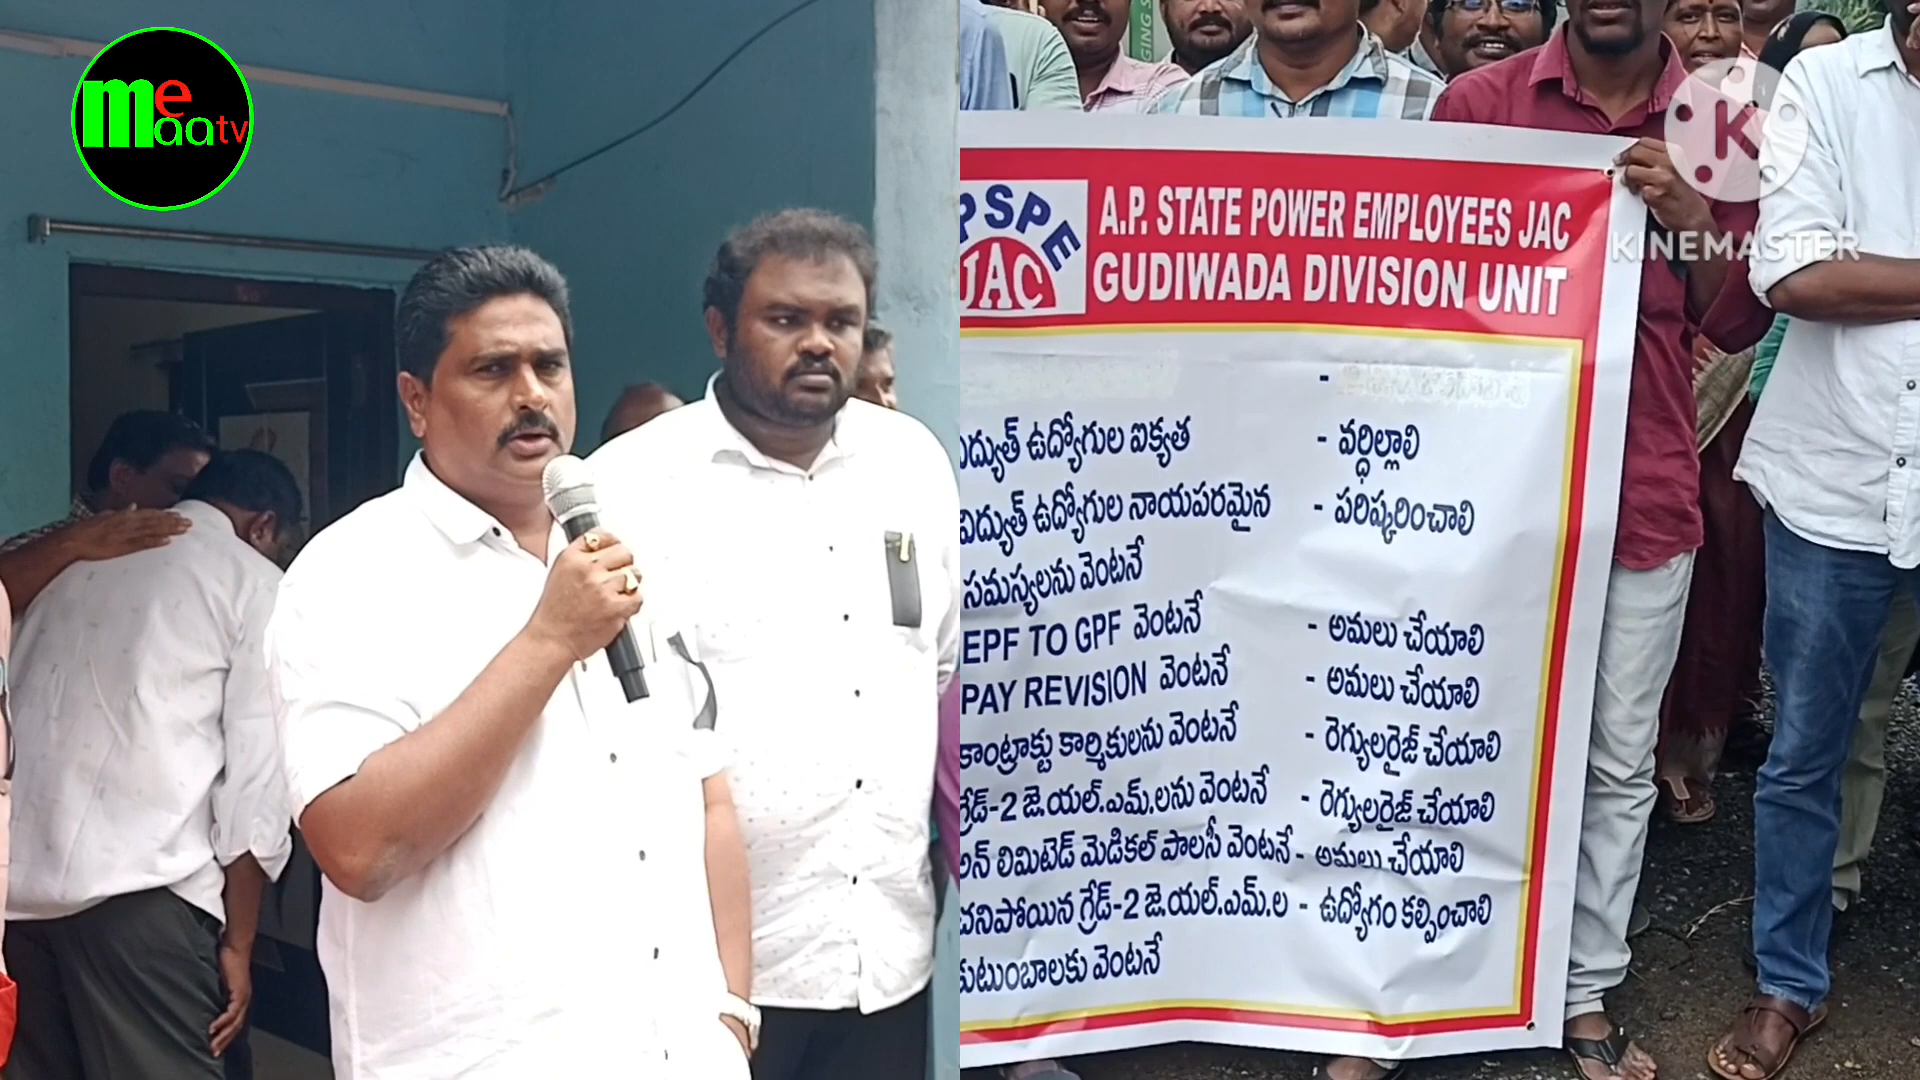 me
aatv
GING S
KINEMASTER
PSPE
JAC
A.P. STATE POWER EMPLOYEES JAC
GUDIWADA DIVISION UNIT
ఉద్యోగుల ఐక్యత - వర్ధిల్లాలి
విద్యుత్ ఉద్యోగుల న్యాయపరమైన - పరిష్కరించాలి
సమస్యలను వెంటనే
EPF TO GPF వెంటనే - అమలు చేయాలి
PAY REVISION వెంటనే - అమలు చేయాలి
కాంట్రాక్టు కార్మికులను వెంటనే - రెగ్యులరైజ్ చేయాలి
గ్రేడ్-2 జె.యల్.ఎమ్.లను వెంటనే - రెగ్యులరైజ్ చేయాలి
అన్ లిమిటెడ్ మెడికల్ పాలసీ వెంటనే - అమలు చేయాలి
గ్రేడ్-2 జె.యల్.ఎమ్.ల - ఉద్యోగం కల్పించాలి
కుటుంబాలకు వెంటనే